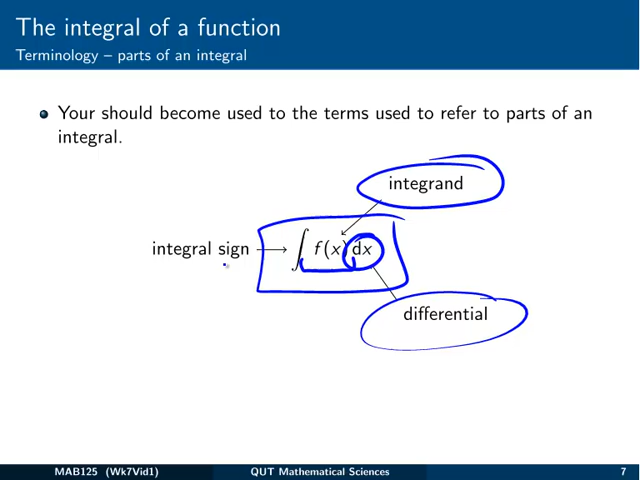 The integral of a function
Terminology – parts of an integral
Your should become used to the terms used to refer to parts of an
integral.
integrand
integral sign → ∫ f(x) dx
differential
MAB125 (Wk7Vid1) QUT Mathematical Sciences 7